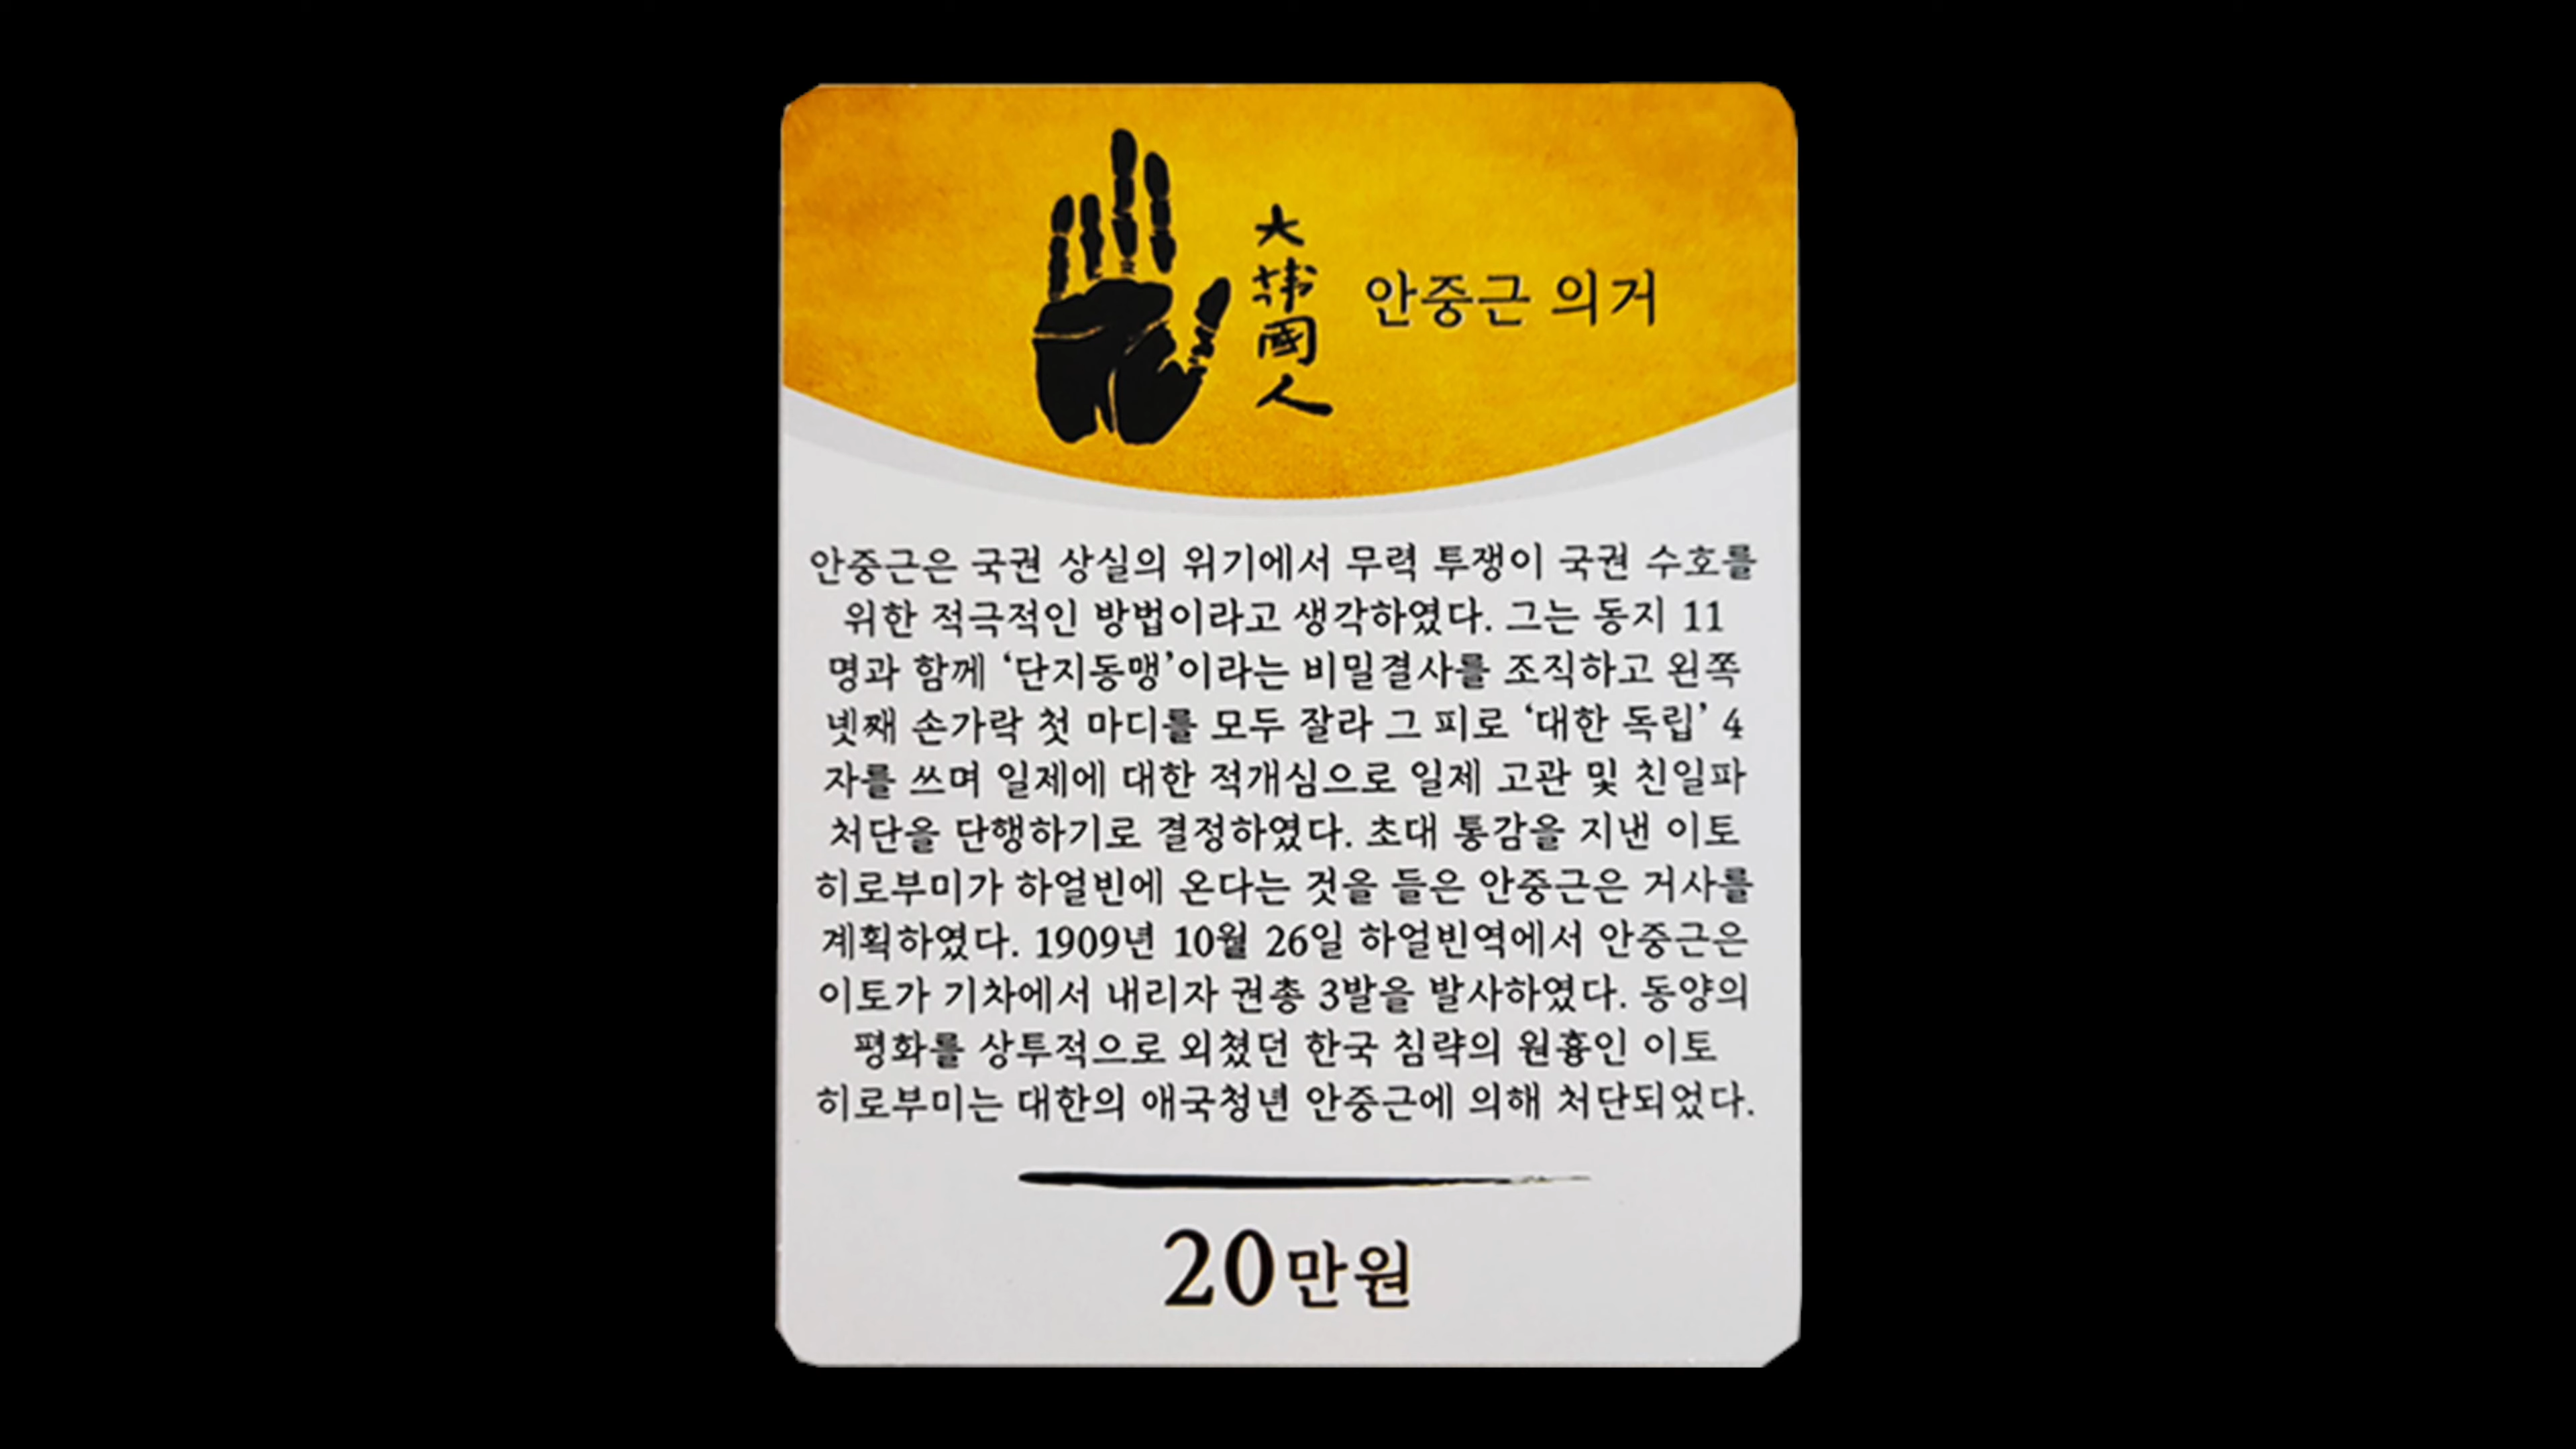 大
韓
國
人
안중근 의거
안중근은 국권 상실의 위기에서 무력 투쟁이 국권 수호를
위한 적극적인 방법이라고 생각하였다. 그는 동지 11
명과 함께 ‘단지동맹’이라는 비밀결사를 조직하고 왼쪽
넷째 손가락 첫 마디를 모두 잘라 그 피로 ‘대한 독립’ 4
자를 쓰며 일제에 대한 적개심으로 일제 고관 및 친일파
처단을 단행하기로 결정하였다. 초대 통감을 지낸 이토
히로부미가 하얼빈에 온다는 것을 들은 안중근은 거사를
계획하였다. 1909년 10월 26일 하얼빈역에서 안중근은
이토가 기차에서 내리자 권총 3발을 발사하였다. 동양의
평화를 상투적으로 외쳤던 한국 침략의 원흉인 이토
히로부미는 대한의 애국청년 안중근에 의해 처단되었다.
20만원